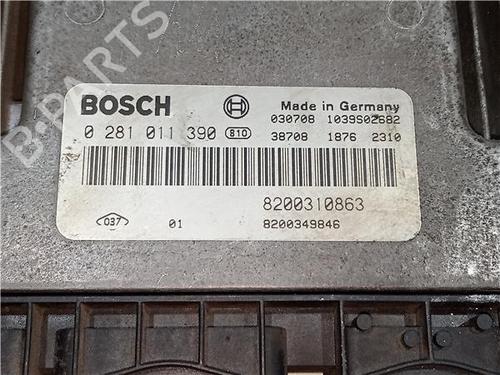 B-PARTS
BOSCH Made in Germany
030708 1039S02682
0 281 011 390 810 38708 1876 2310
8200310863
037 01 8200349846